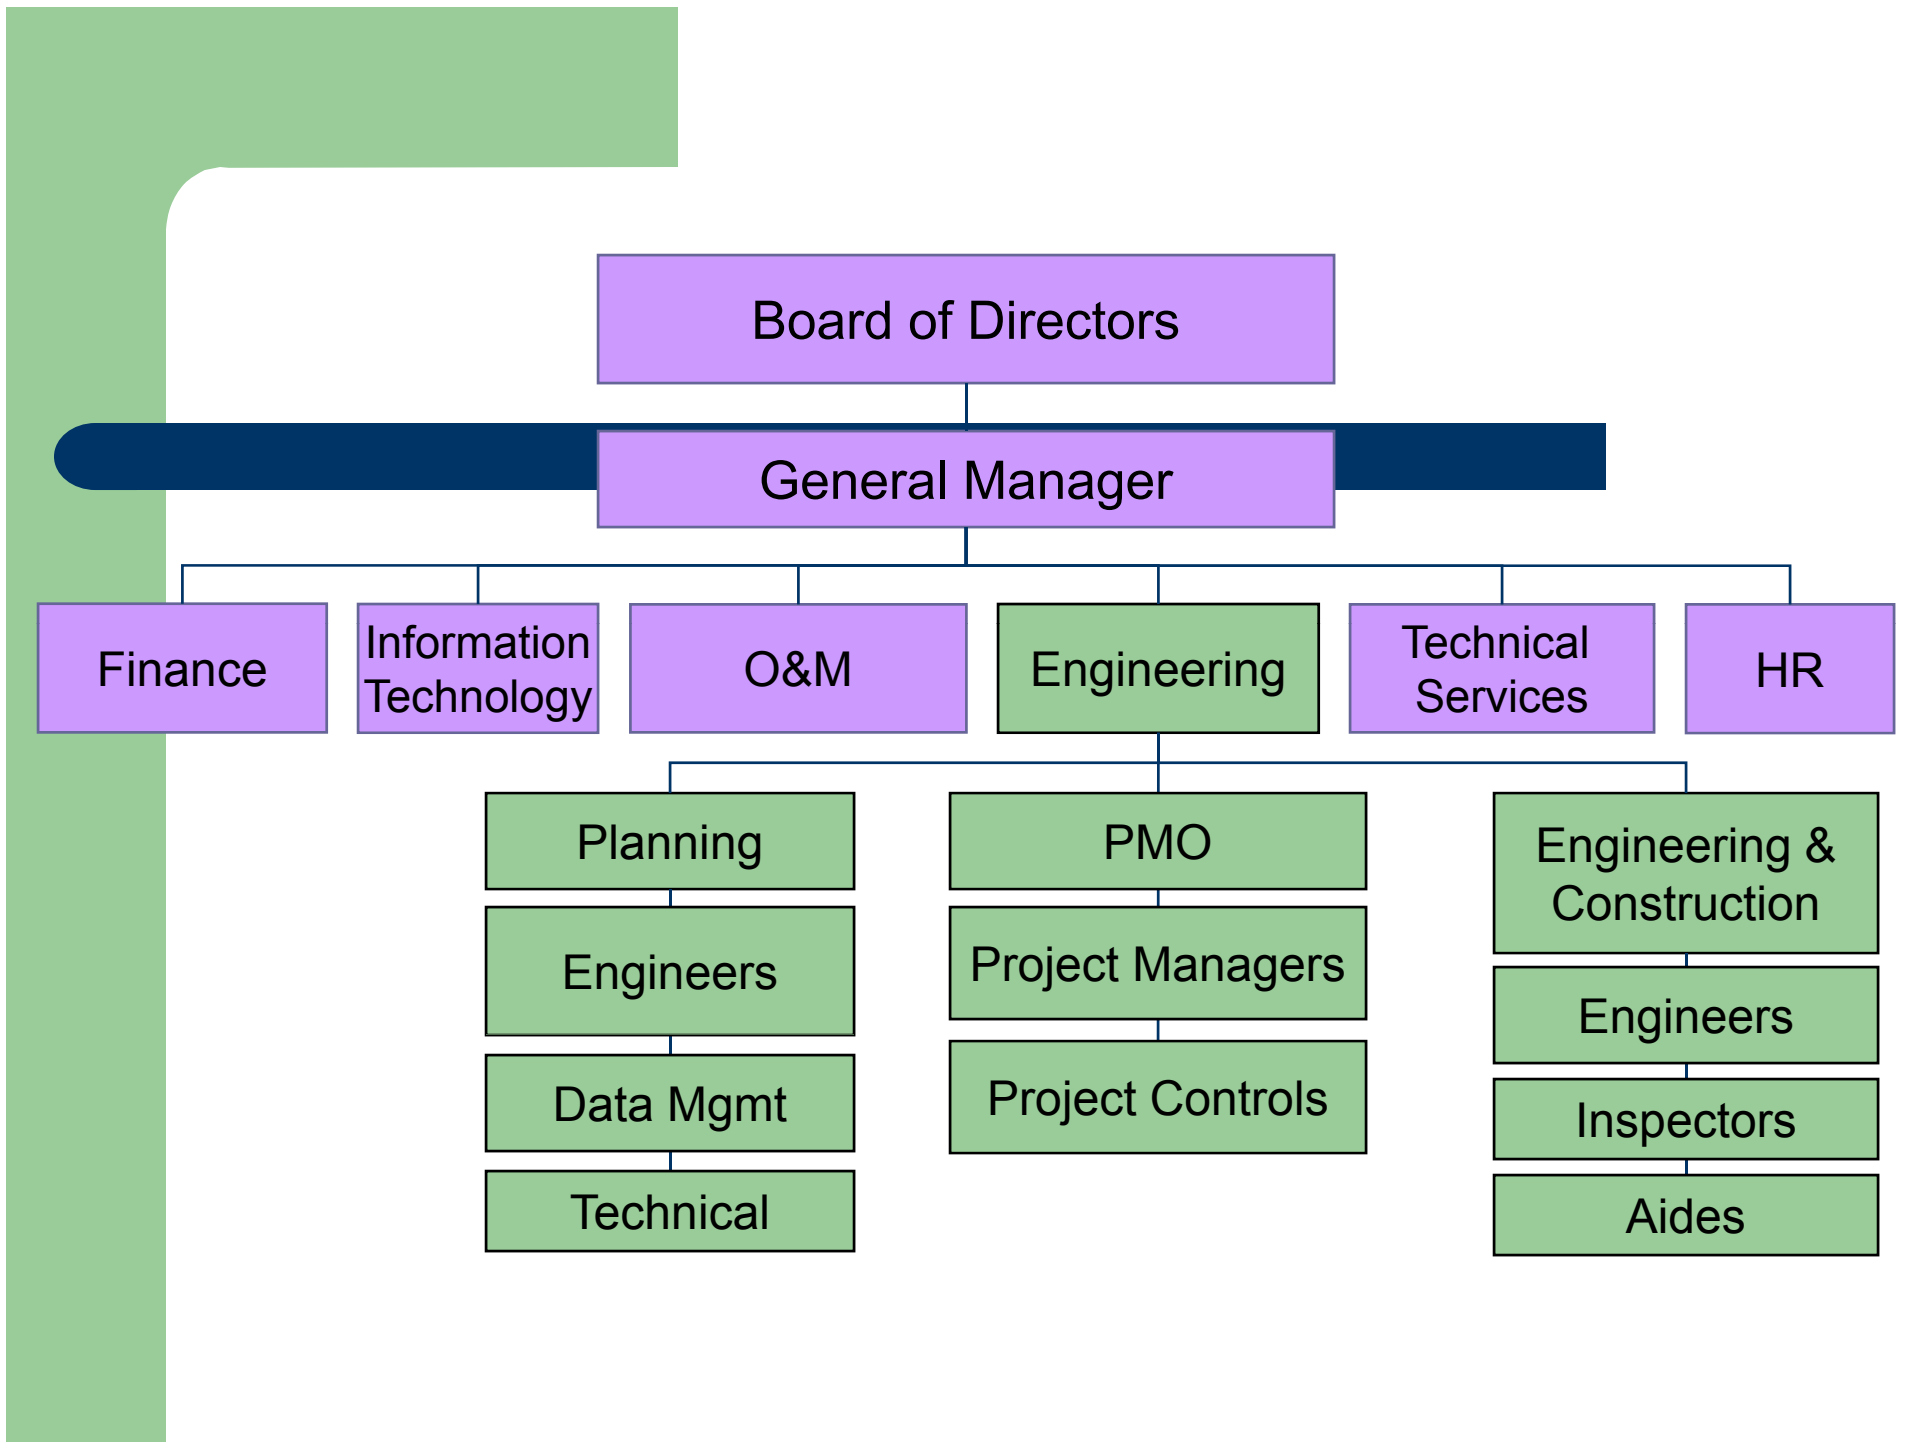 Board of Directors
General Manager
Finance
Information
Technology
O&M
Engineering
Technical
Services
HR
Planning
Engineers
Data Mgmt
Technical
PMO
Project Managers
Project Controls
Engineering &
Construction
Engineers
Inspectors
Aides